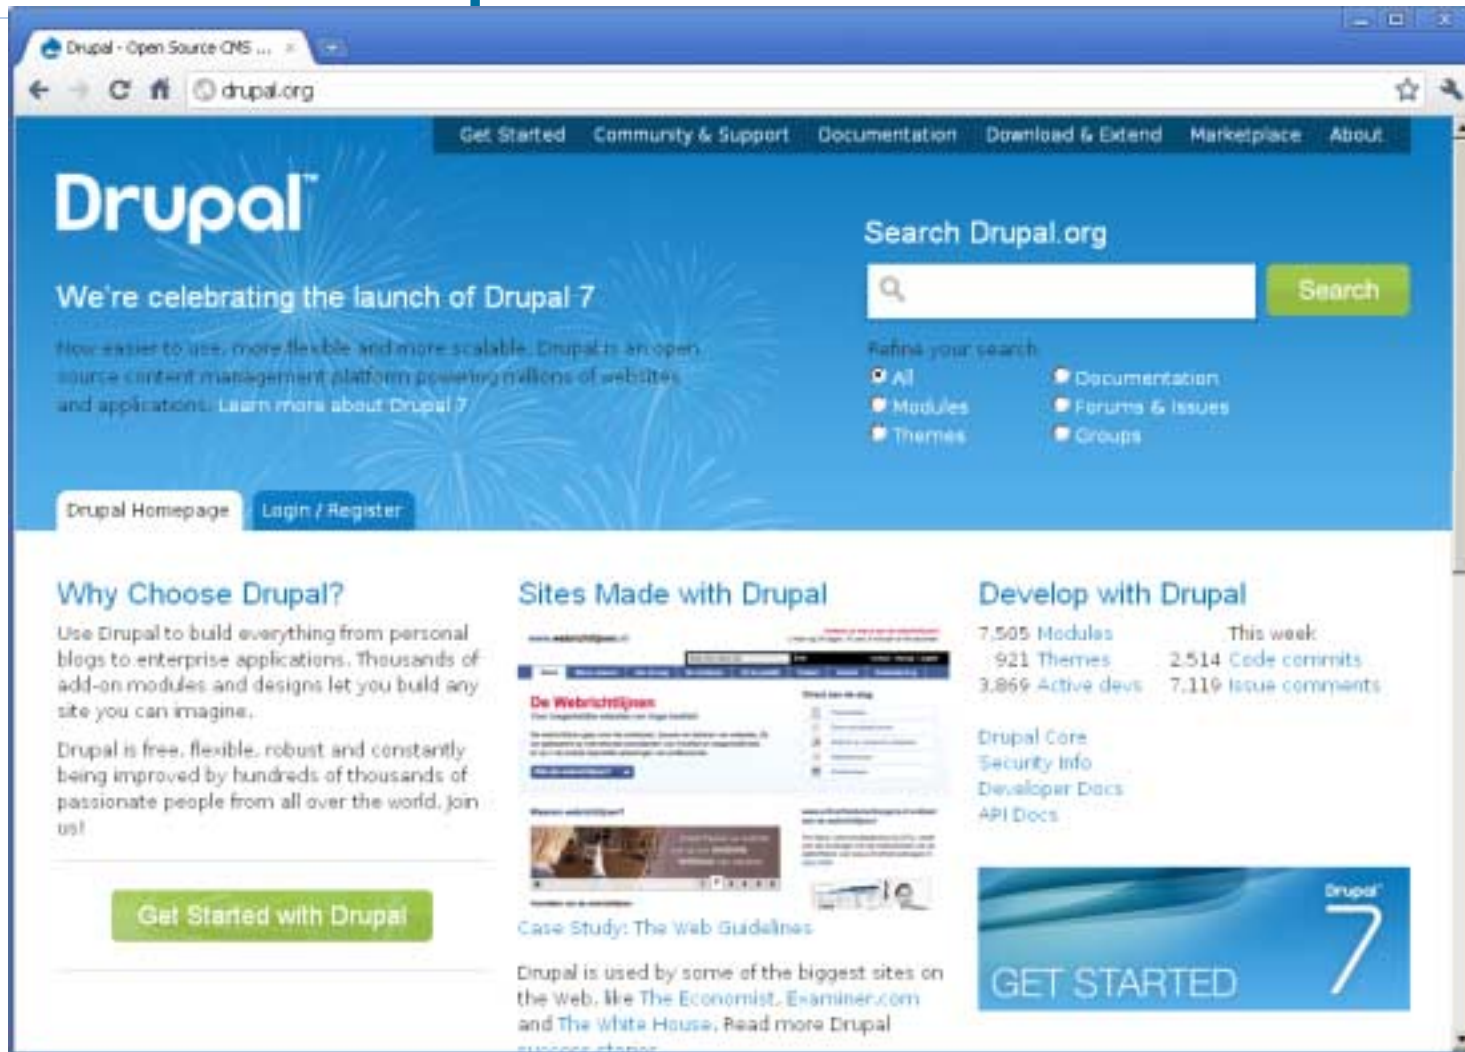 Drupal - Open Source CMS ...
drupal.org
Get Started Community & Support Documentation Download & Extend Marketplace About
Drupal™
We're celebrating the launch of Drupal 7
Now easier to use, more flexible and more scalable, Drupal is an open
source content management platform powering millions of websites
and applications. Learn more about Drupal 7
Search Drupal.org
Search
Refine your search
All Documentation
Modules Forums & Issues
Themes Groups
Drupal Homepage Login / Register
Why Choose Drupal?
Use Drupal to build everything from personal
blogs to enterprise applications. Thousands of
add-on modules and designs let you build any
site you can imagine.
Drupal is free, flexible, robust and constantly
being improved by hundreds of thousands of
passionate people from all over the world. Join
us!
Get Started with Drupal
Sites Made with Drupal
www.webrichtlijnen.nl
De Webrichtlijnen
Case Study: The Web Guidelines
Drupal is used by some of the biggest sites on
the Web, like The Economist, Examiner.com
and The White House. Read more Drupal
success stories
Develop with Drupal
7,505 Modules This week
921 Themes 2,514 Code commits
3,869 Active devs 7,119 Issue comments
Drupal Core
Security Info
Developer Docs
API Docs
Drupal™
7
GET STARTED